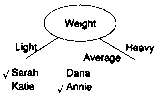 Weight
Light Heavy
Average
√ Sarah Dana
Katie √ Annie